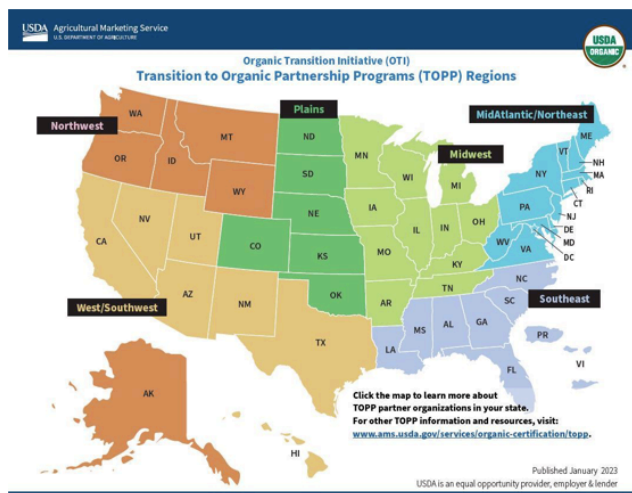 USDA Agricultural Marketing Service
U.S. DEPARTMENT OF AGRICULTURE
USDA
ORGANIC
Organic Transition Initiative (OTI)
Transition to Organic Partnership Programs (TOPP) Regions
Plains
Northwest
MidAtlantic/Northeast
Midwest
WA
MT
ND
MN
ME
VT
NH
MA
RI
CT
OR
ID
WY
SD
WI
MI
NY
NE
IA
PA
NJ
DE
MD
DC
NV
UT
CO
KS
MO
IL
IN
OH
WV
VA
CA
KY
NC
AZ
NM
OK
AR
TN
SC
Southeast
West/Southwest
TX
LA
MS
AL
GA
FL
PR
VI
AK
HI
Click the map to learn more about
TOPP partner organizations in your state.
For other TOPP information and resources, visit:
www.ams.usda.gov/services/organic-certification/topp.
Published January 2023
USDA is an equal opportunity provider, employer & lender